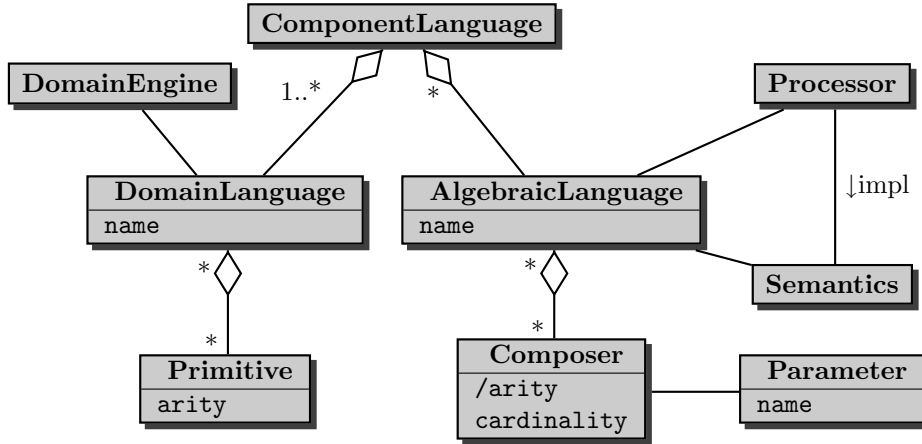 ComponentLanguage
DomainEngine
1..*
*
Processor
DomainLanguage
name
AlgebraicLanguage
name
↓impl
*
*
Semantics
*
*
Primitive
arity
Composer
/arity
cardinality
Parameter
name